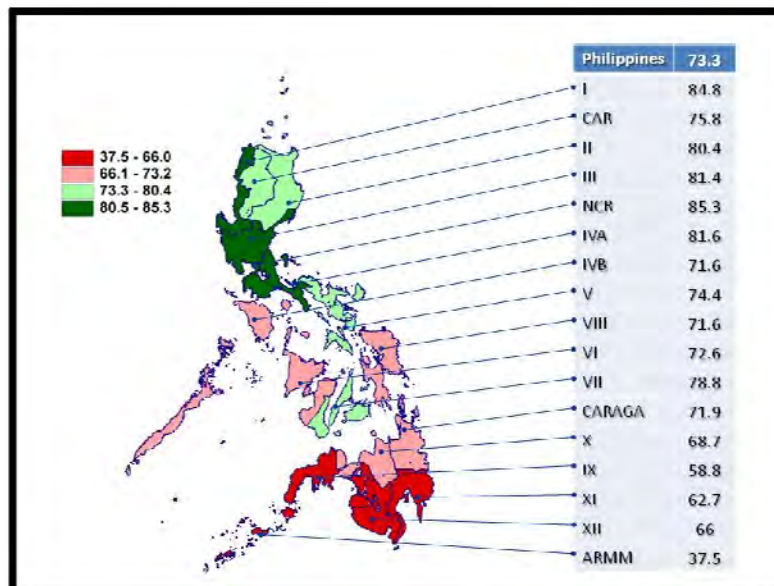 Philippines 73.3
I 84.8
CAR 75.8
II 80.4
III 81.4
NCR 85.3
IVA 81.6
IVB 71.6
V 74.4
VIII 71.6
VI 72.6
VII 78.8
CARAGA 71.9
X 68.7
IX 58.8
XI 62.7
XII 66
ARMM 37.5
37.5 - 66.0
66.1 - 73.2
73.3 - 80.4
80.5 - 85.3